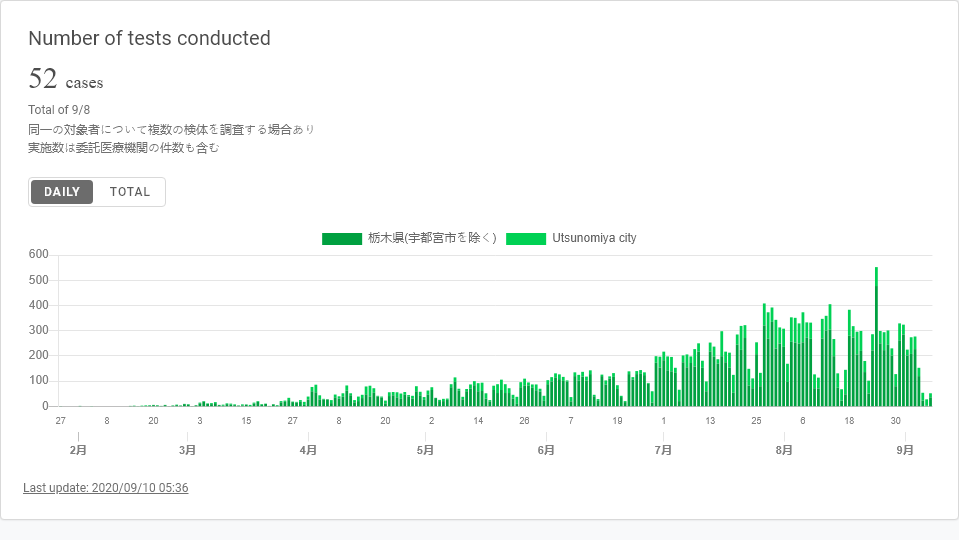 Number of tests conducted
52 cases
Total of 9/8
同一の対象者について複数の検体を調査する場合あり
実施数は委託医療機関の件数も含む
DAILY TOTAL
栃木県(宇都宮市を除く) Utsunomiya city
600
500
400
300
200
100
0
27 8 20 3 15 27 8 20 2 14 26 7 19 1 13 25 6 18 30
2月 3月 4月 5月 6月 7月 8月 9月
Last update: 2020/09/10 05:36